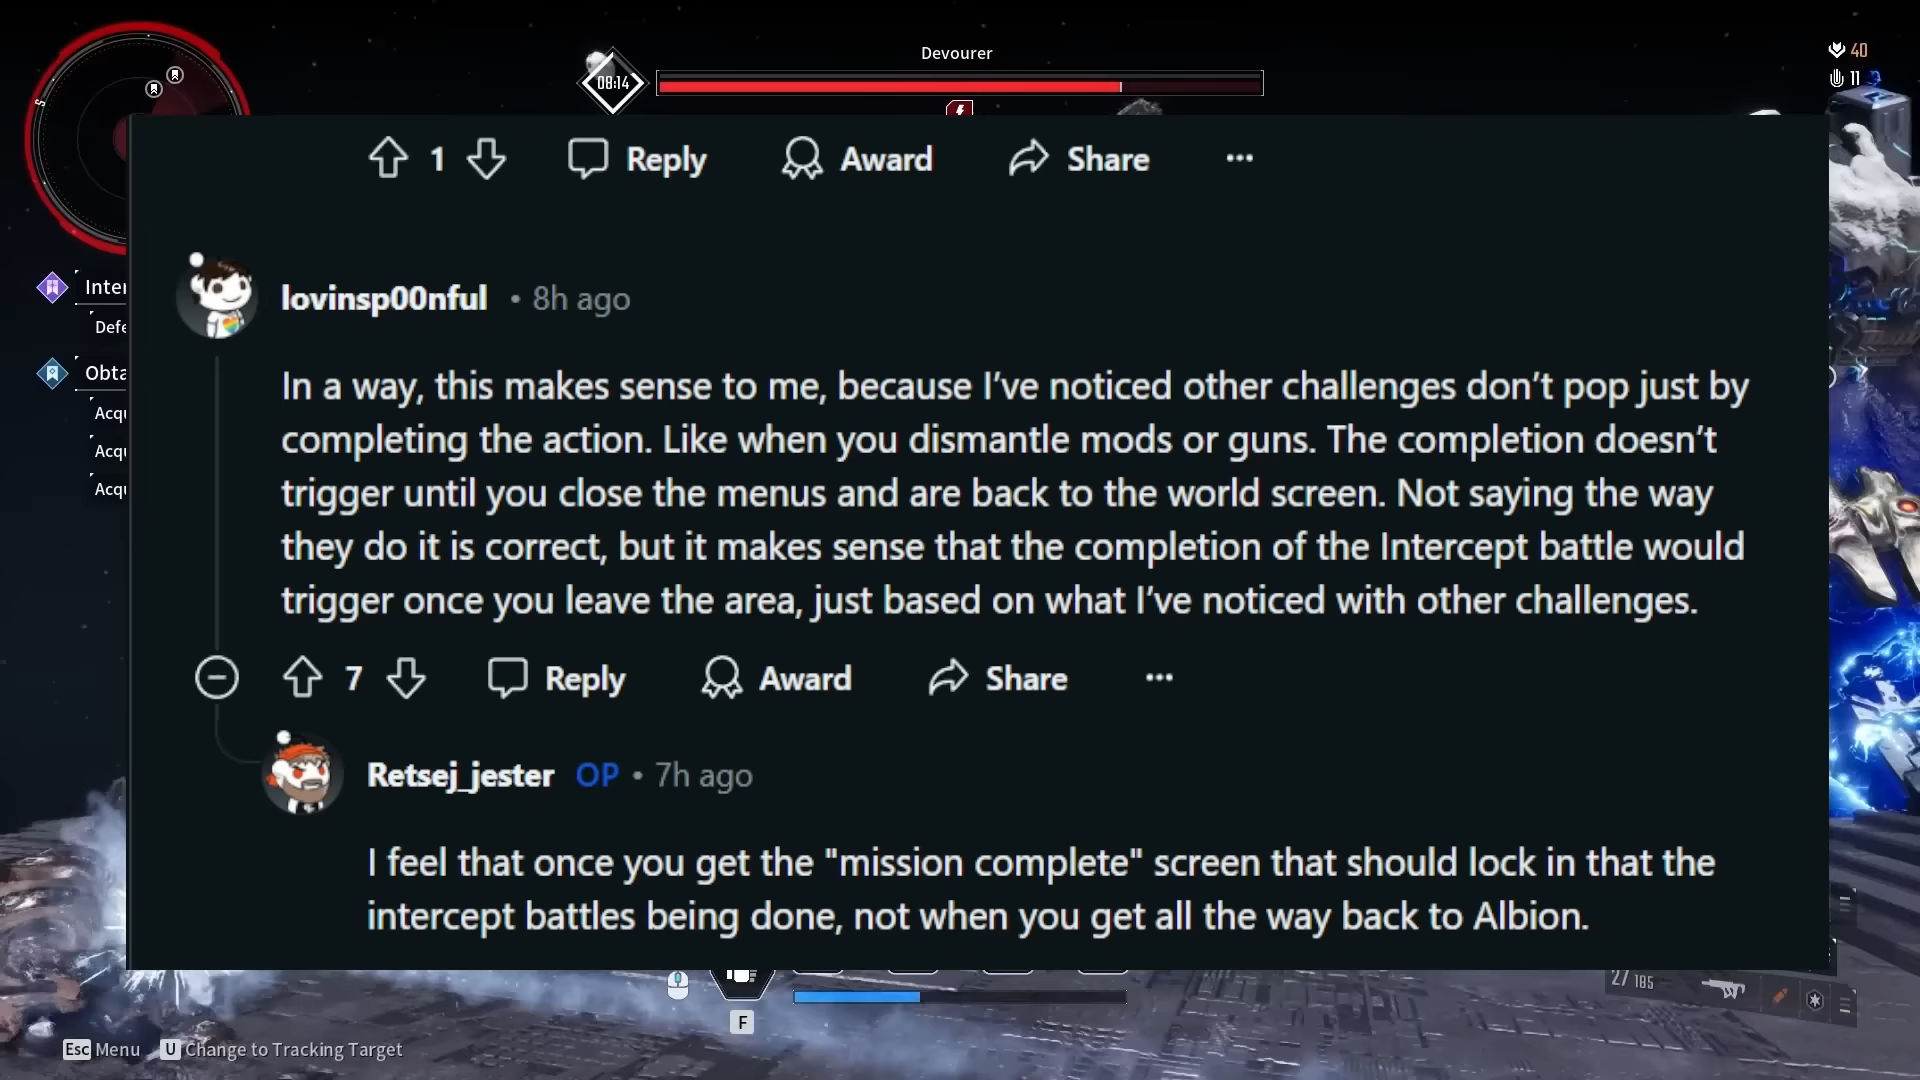 Devourer
08:14
40
11
S
1 Reply Award Share
Inter
Defe
Obta
Acqu
Acqu
Acqu
lovinsp00nful • 8h ago
In a way, this makes sense to me, because I’ve noticed other challenges don’t pop just by
completing the action. Like when you dismantle mods or guns. The completion doesn’t
trigger until you close the menus and are back to the world screen. Not saying the way
they do it is correct, but it makes sense that the completion of the Intercept battle would
trigger once you leave the area, just based on what I’ve noticed with other challenges.
7 Reply Award Share
Retsej_jester OP • 7h ago
I feel that once you get the "mission complete" screen that should lock in that the
intercept battles being done, not when you get all the way back to Albion.
27 185
F
Esc Menu U Change to Tracking Target